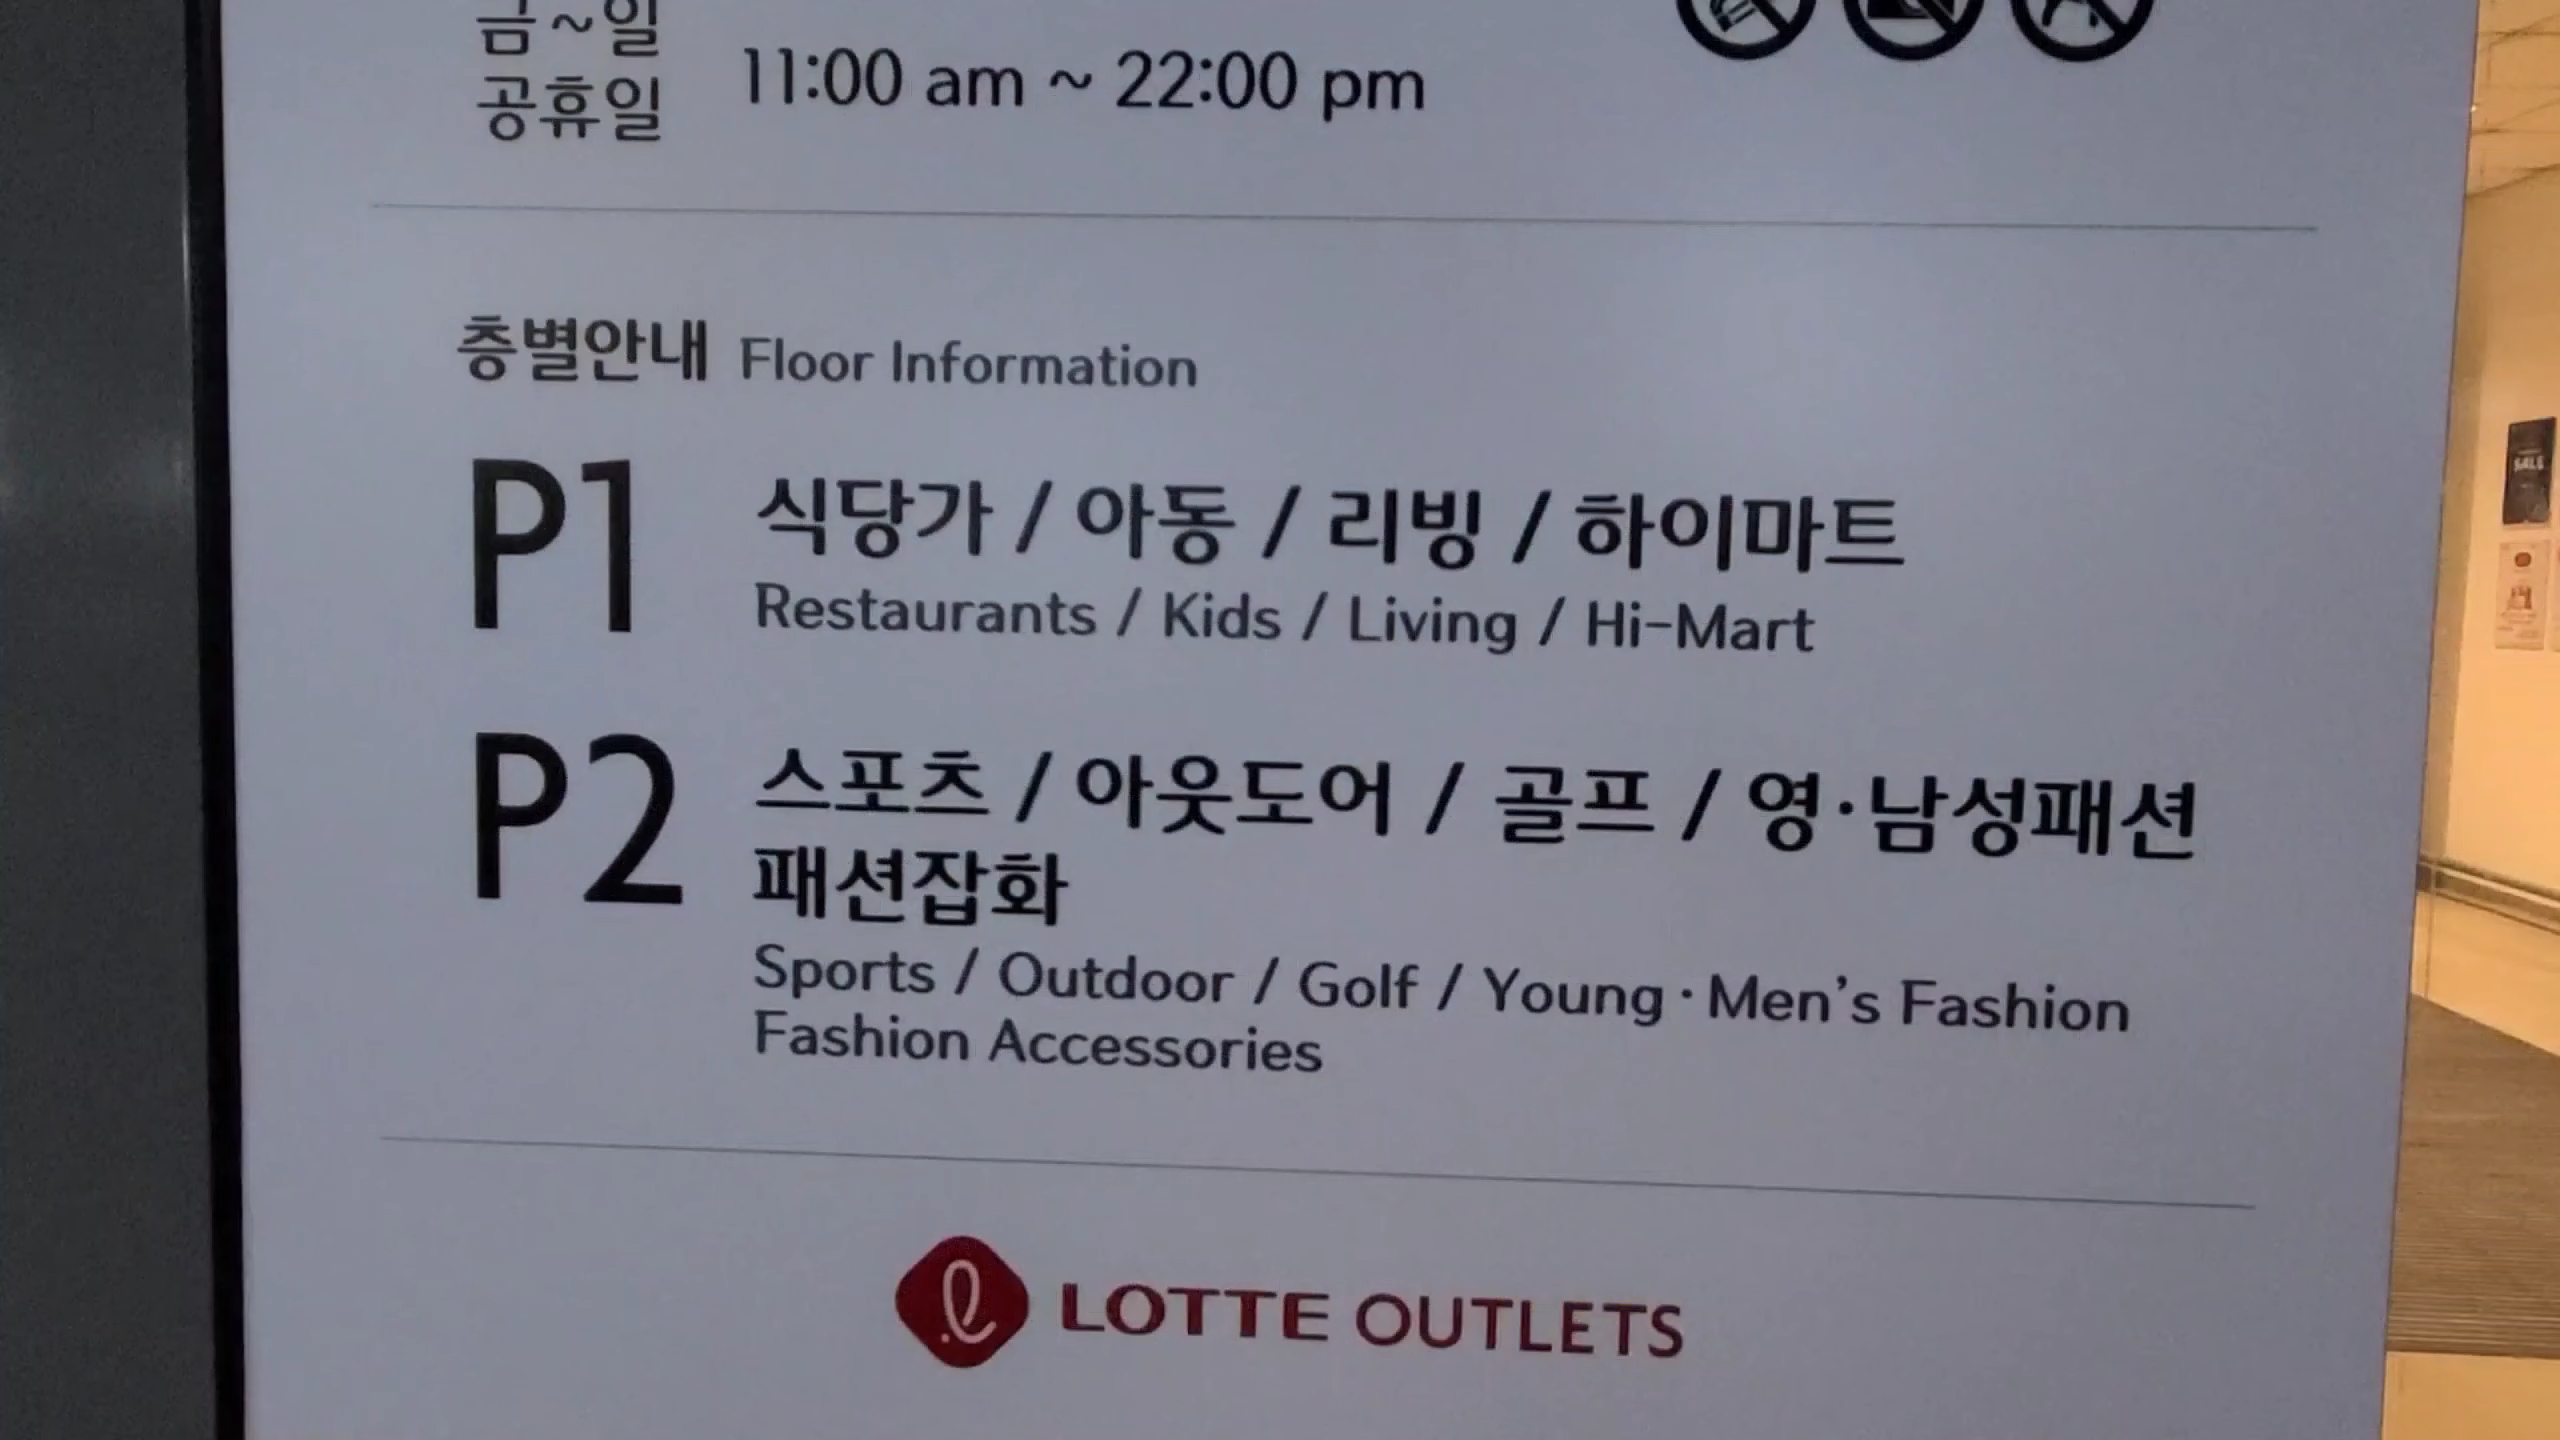 금~일
공휴일 11:00 am ~ 22:00 pm
층별안내 Floor Information
P1 식당가 / 아동 / 리빙 / 하이마트
Restaurants / Kids / Living / Hi-Mart
P2 스포츠 / 아웃도어 / 골프 / 영·남성패션
패션잡화
Sports / Outdoor / Golf / Young · Men's Fashion
Fashion Accessories
LOTTE OUTLETS
SALE